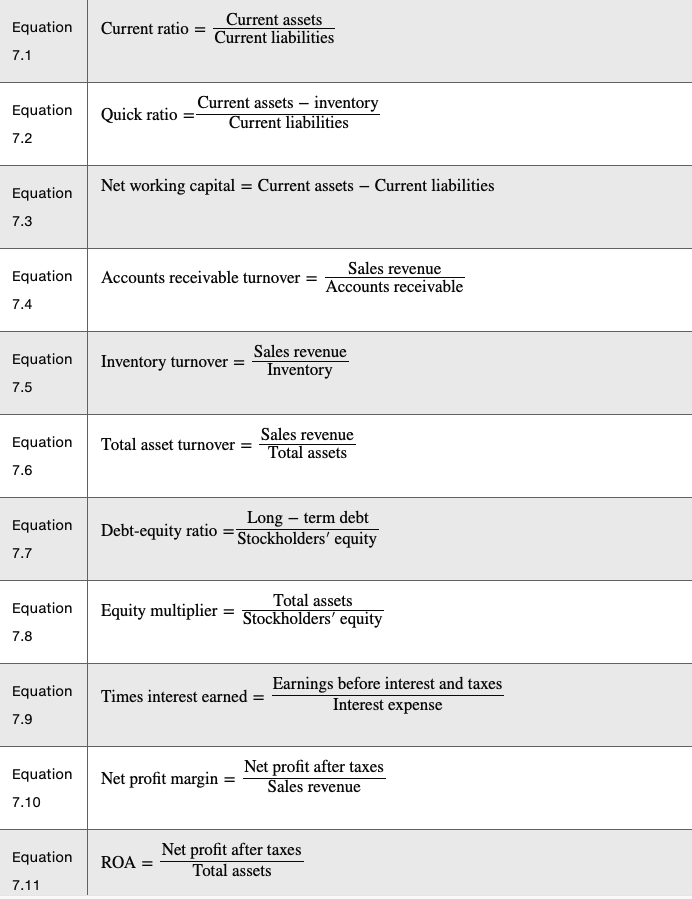 Equation
7.1
Current ratio = Current assets / Current liabilities
Equation
7.2
Quick ratio = Current assets − inventory / Current liabilities
Equation
7.3
Net working capital = Current assets − Current liabilities
Equation
7.4
Accounts receivable turnover = Sales revenue / Accounts receivable
Equation
7.5
Inventory turnover = Sales revenue / Inventory
Equation
7.6
Total asset turnover = Sales revenue / Total assets
Equation
7.7
Debt-equity ratio = Long − term debt / Stockholders′ equity
Equation
7.8
Equity multiplier = Total assets / Stockholders′ equity
Equation
7.9
Times interest earned = Earnings before interest and taxes / Interest expense
Equation
7.10
Net profit margin = Net profit after taxes / Sales revenue
Equation
7.11
ROA = Net profit after taxes / Total assets